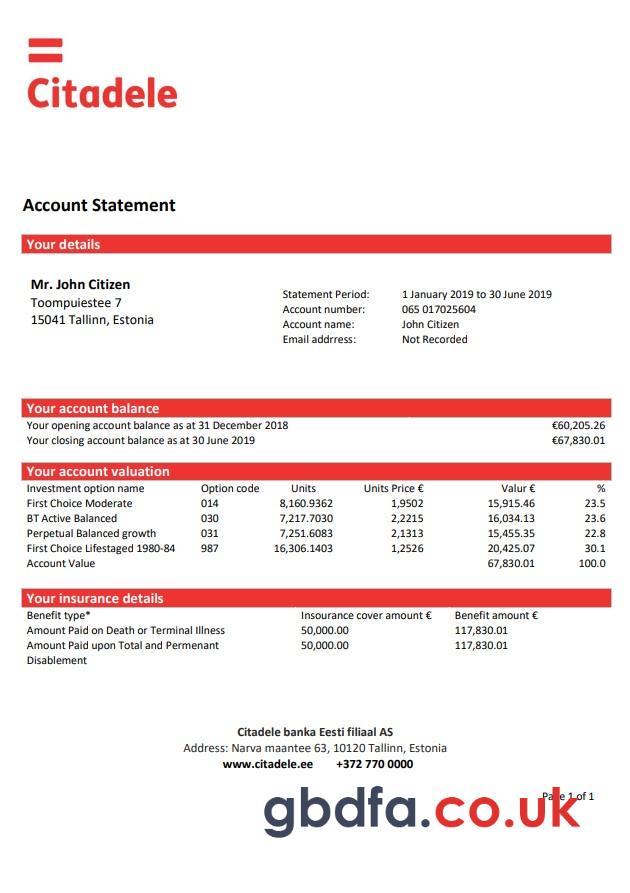 Citadele
Account Statement
Your details
Mr. John Citizen
Toompuiestee 7
15041 Tallinn, Estonia
Statement Period: 1 January 2019 to 30 June 2019
Account number: 065 017025604
Account name: John Citizen
Email addrress: Not Recorded
Your account balance
Your opening account balance as at 31 December 2018 €60,205.26
Your closing account balance as at 30 June 2019 €67,830.01
Your account valuation
Investment option name Option code Units Units Price € Valur € %
First Choice Moderate 014 8,160.9362 1,9502 15,915.46 23.5
BT Active Balanced 030 7,217.7030 2,2215 16,034.13 23.6
Perpetual Balanced growth 031 7,251.6083 2,1313 15,455.35 22.8
First Choice Lifestaged 1980-84 987 16,306.1403 1,2526 20,425.07 30.1
Account Value 67,830.01 100.0
Your insurance details
Benefit type* Insourance cover amount € Benefit amount €
Amount Paid on Death or Terminal Illness 50,000.00 117,830.01
Amount Paid upon Total and Permenant 50,000.00 117,830.01
Disablement
Citadele banka Eesti filiaal AS
Address: Narva maantee 63, 10120 Tallinn, Estonia
www.citadele.ee +372 770 0000
Page 1 of 1
gbdfa.co.uk